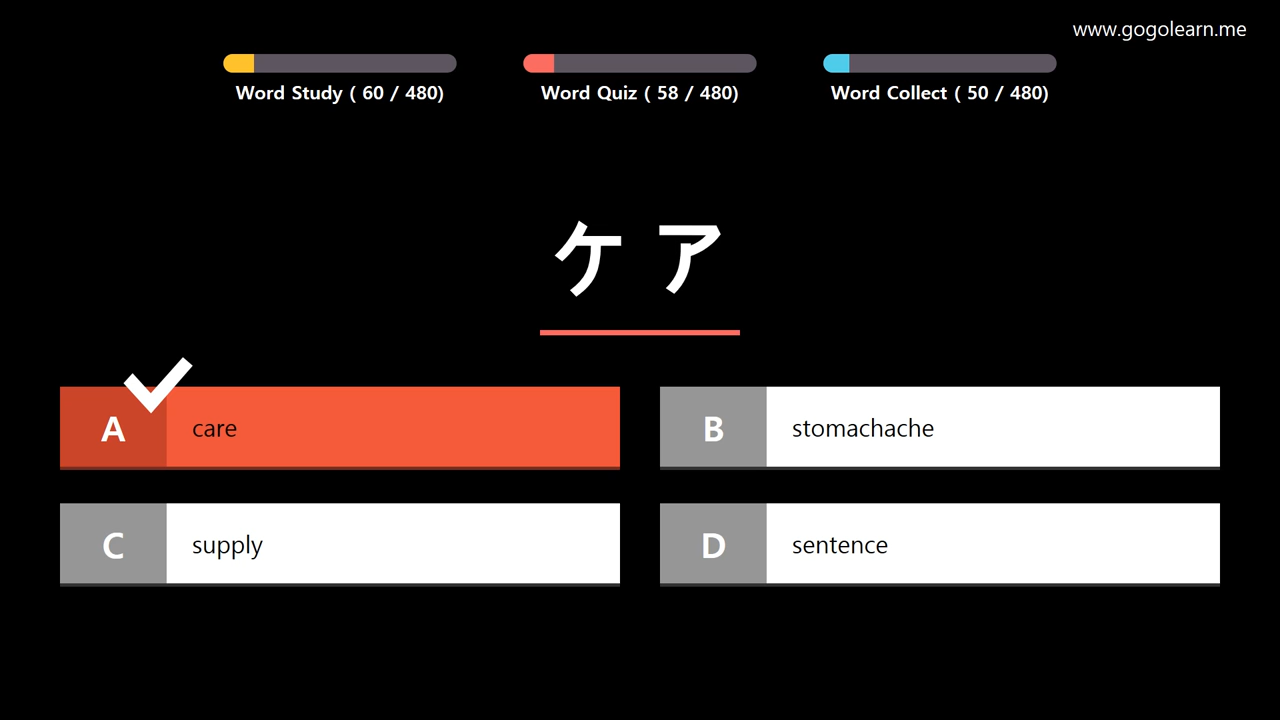 www.gogolearn.me
Word Study ( 60 / 480)
Word Quiz ( 58 / 480)
Word Collect ( 50 / 480)
ケア
A care
B stomachache
C supply
D sentence